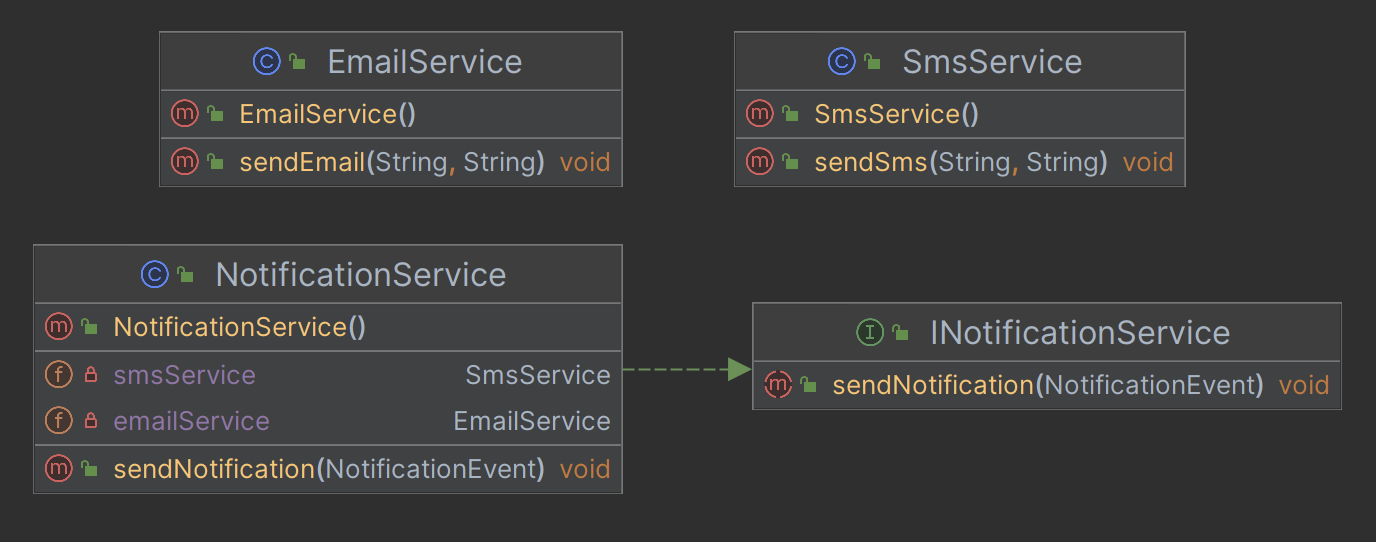 EmailService
EmailService()
sendEmail(String, String) void
SmsService
SmsService()
sendSms(String, String) void
NotificationService
NotificationService()
smsService SmsService
emailService EmailService
sendNotification(NotificationEvent) void
INotificationService
sendNotification(NotificationEvent) void